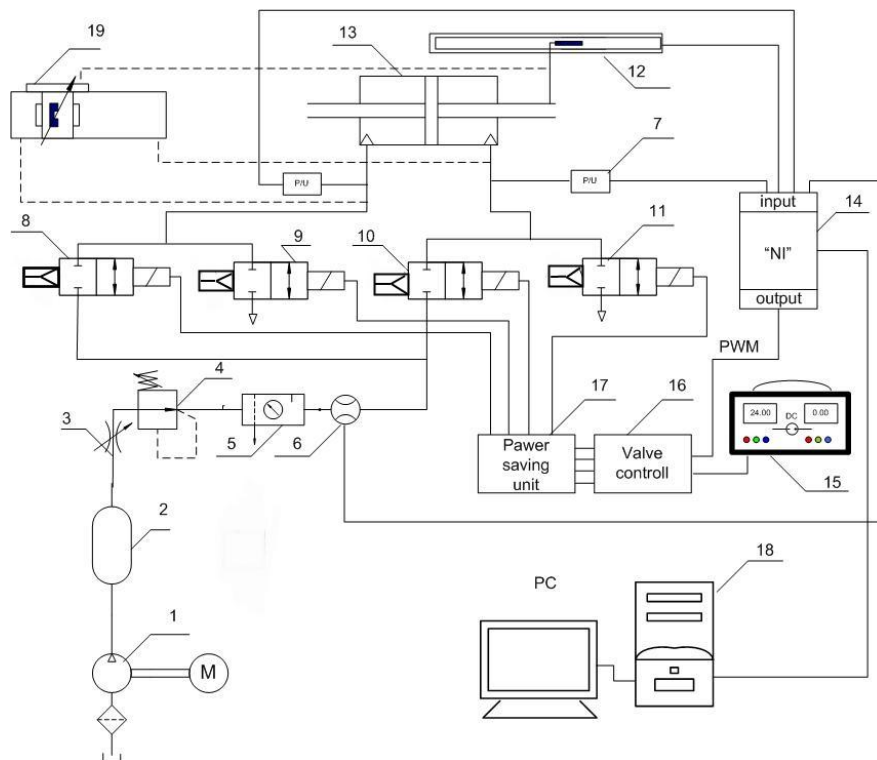 19
13
12
7
P/U
P/U
8
9
10
11
input
14
"NI"
output
PWM
4
3
5
6
17
16
Pawer
saving
unit
Valve
controll
24.00
DC
0.00
15
2
18
PC
1
M